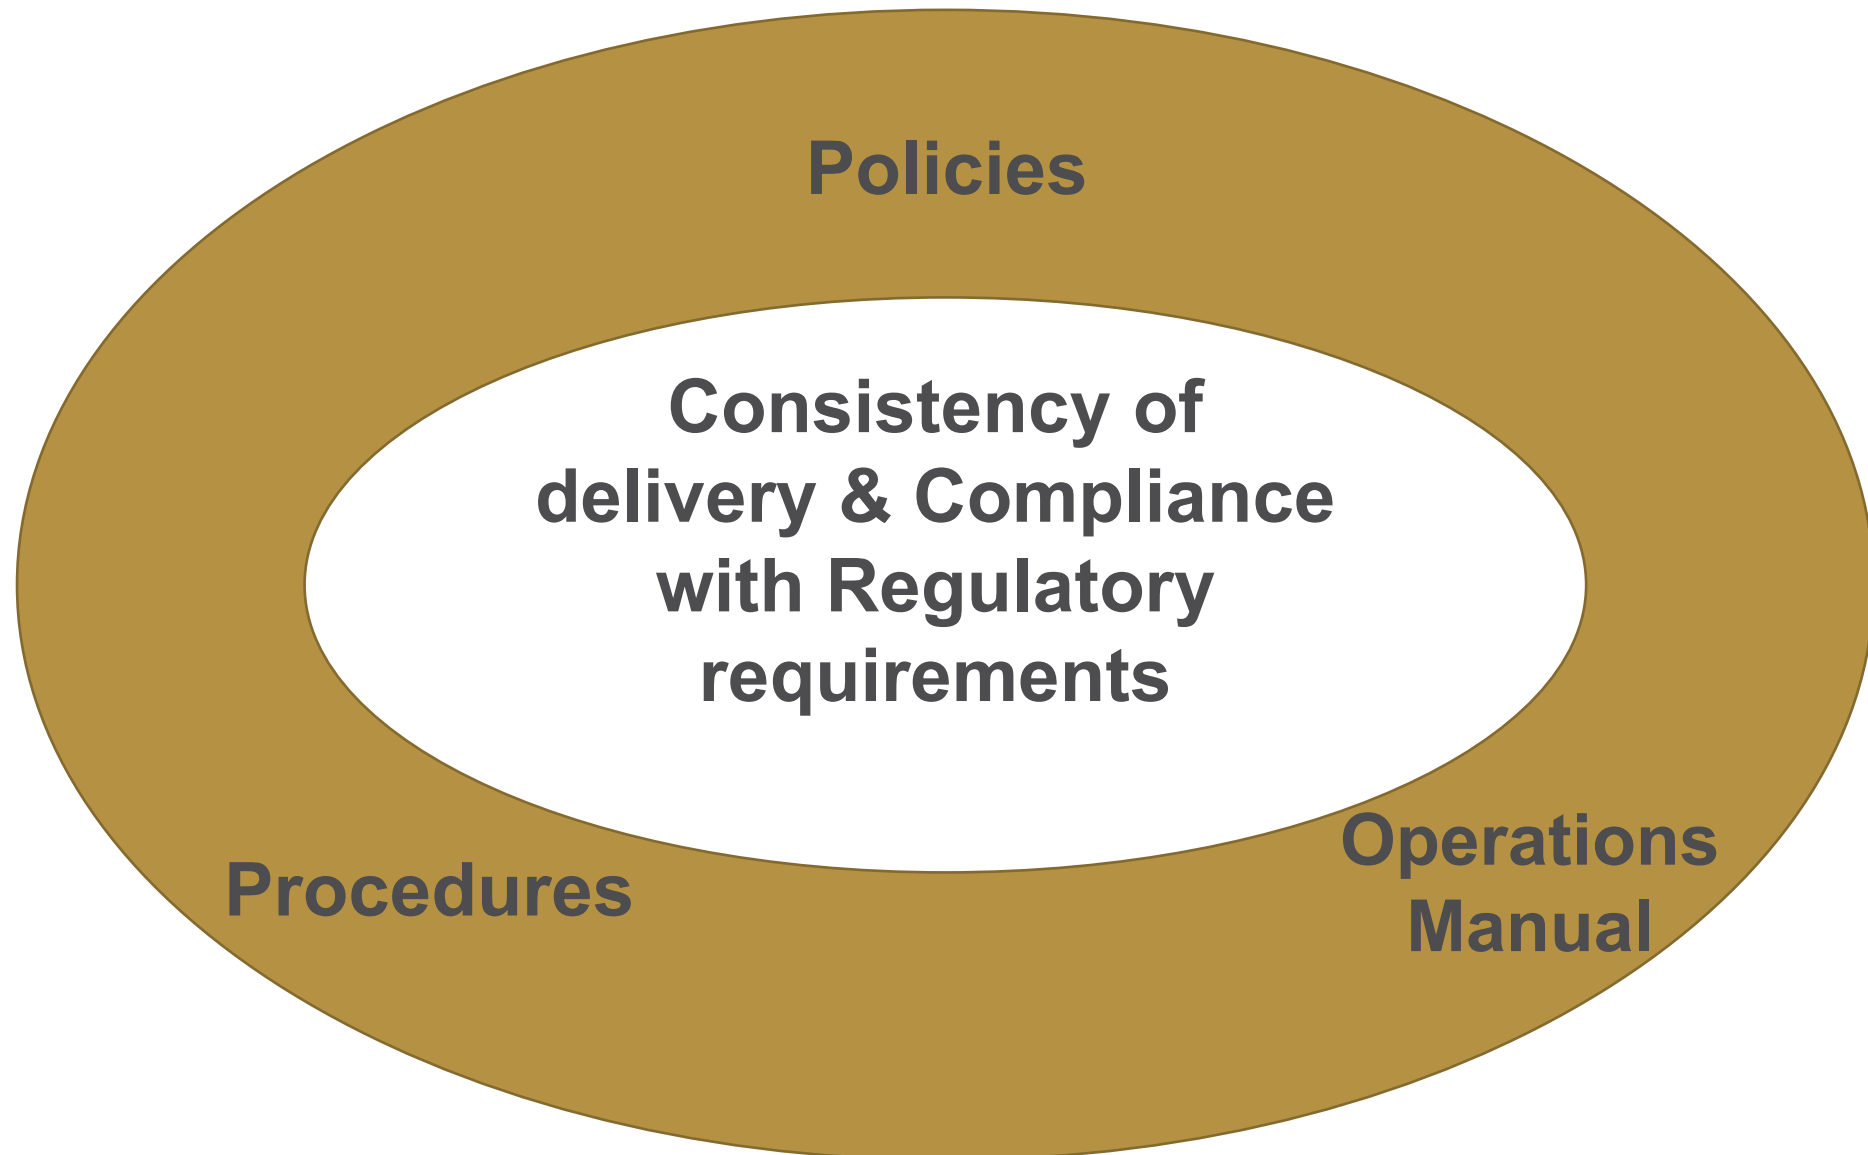 Policies
Consistency of
delivery & Compliance
with Regulatory
requirements
Procedures
Operations
Manual